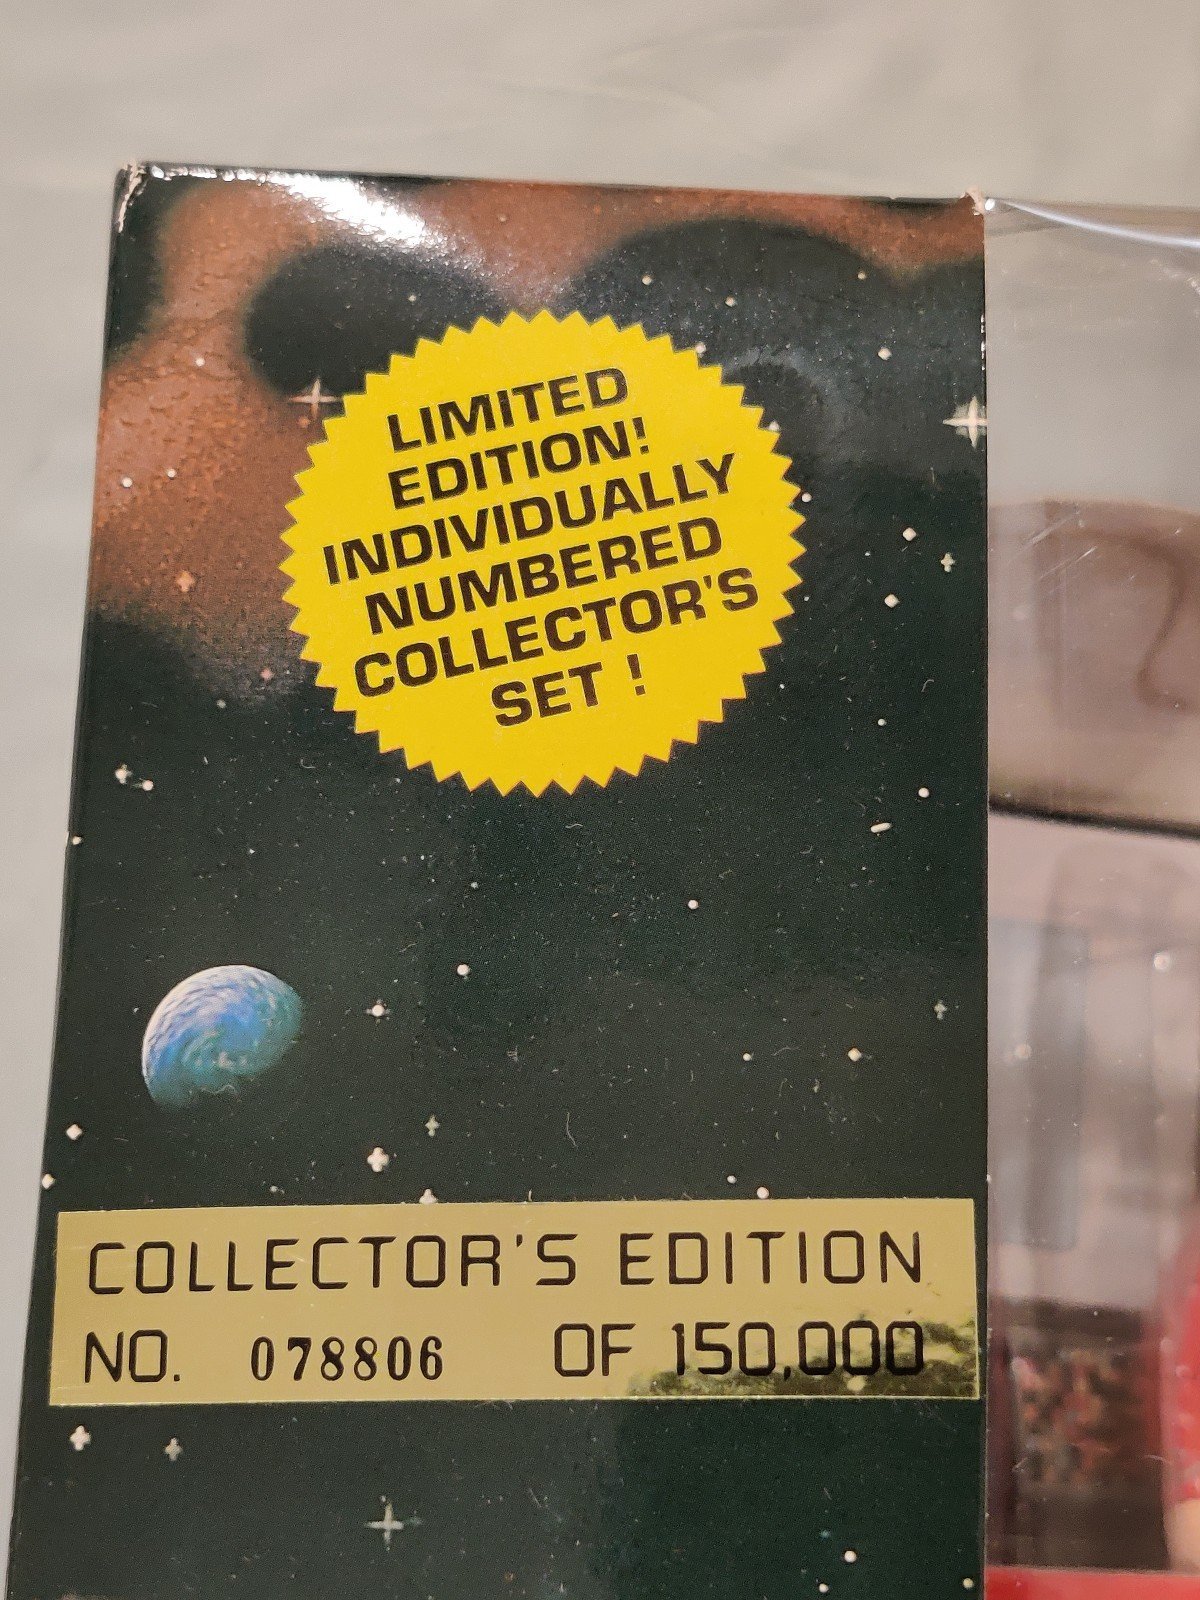 LIMITED
EDITION!
INDIVIDUALLY
NUMBERED
COLLECTOR'S
SET !
COLLECTOR'S EDITION
NO. 078806 OF 150,000